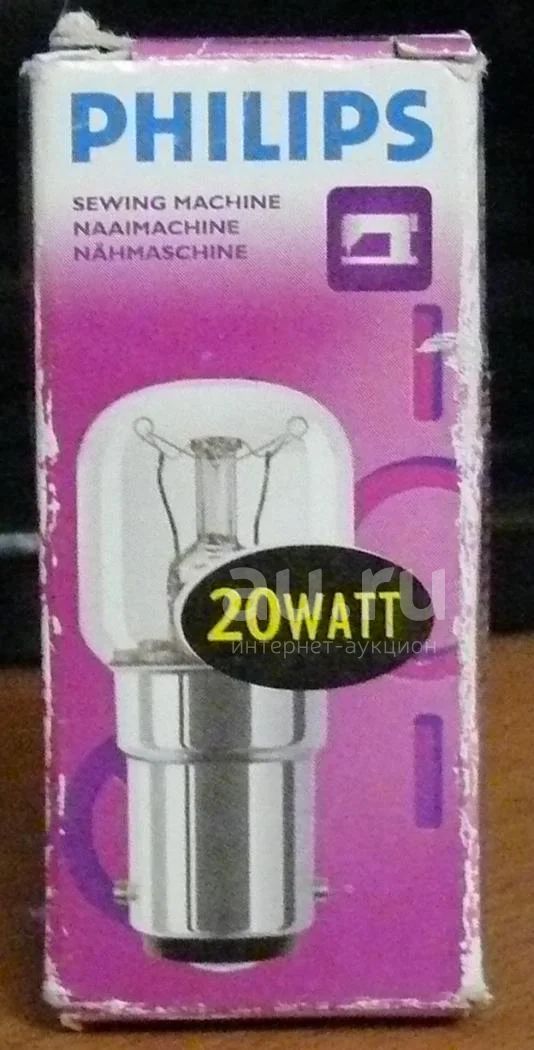 PHILIPS
SEWING MACHINE
NAAIMACHINE
NÄHMASCHINE
au.ru
20WATT
интернет-аукцион